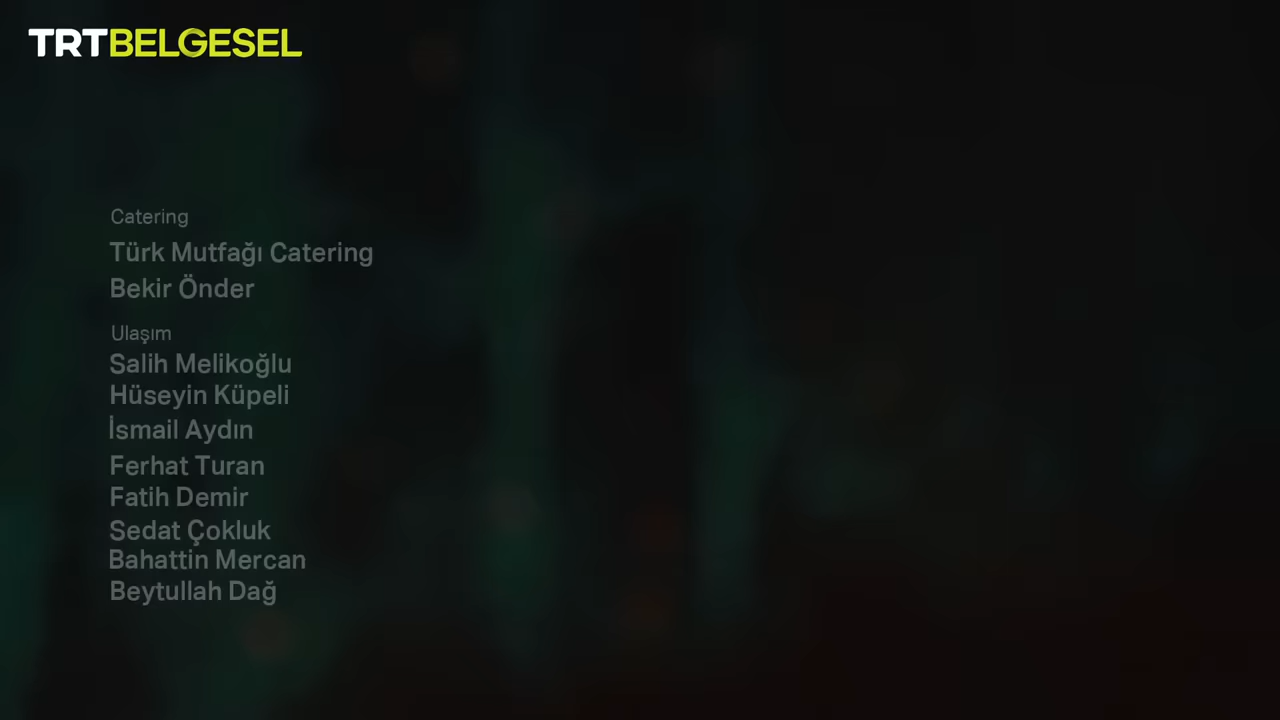 TRTBELGESEL
Catering
Türk Mutfağı Catering
Bekir Önder
Ulaşım
Salih Melikoğlu
Hüseyin Küpeli
İsmail Aydın
Ferhat Turan
Fatih Demir
Sedat Çokluk
Bahattin Mercan
Beytullah Dağ